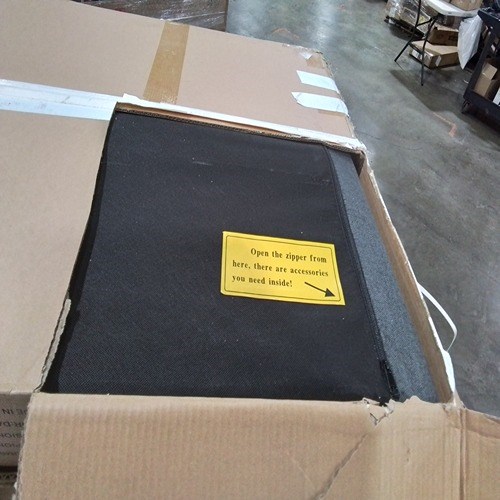 Open the zipper from
here, there are accessories
you need inside!